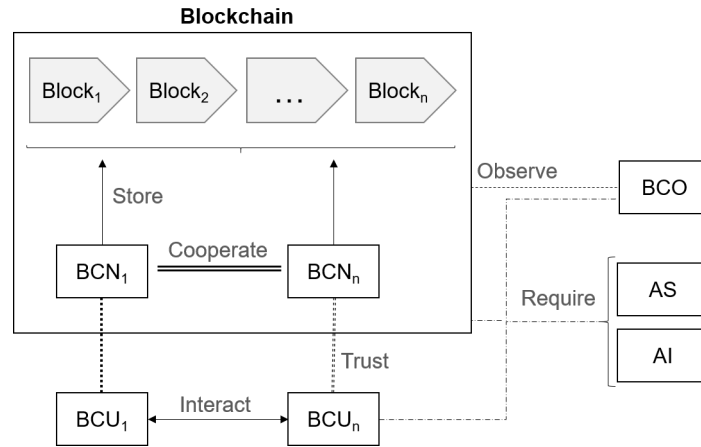 Blockchain
Block₁ Block₂ ... Blockₙ
Observe
BCO
Store
Cooperate
BCN₁ BCNₙ
Require
AS
AI
Trust
Interact
BCU₁ BCUₙ